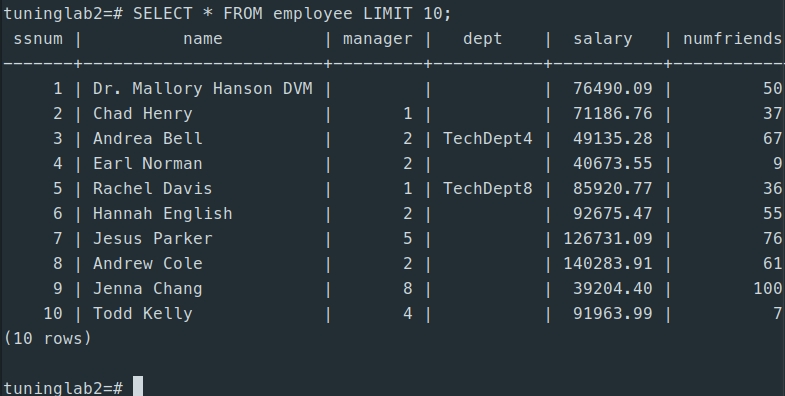 tuninglab2=# SELECT * FROM employee LIMIT 10;
 ssnum |          name           | manager |   dept    |  salary   | numfriends
-------+-------------------------+---------+-----------+-----------+-----------
     1 | Dr. Mallory Hanson DVM |         |           |  76490.09 |         50
     2 | Chad Henry              |       1 |           |  71186.76 |         37
     3 | Andrea Bell             |       2 | TechDept4 |  49135.28 |         67
     4 | Earl Norman             |       2 |           |  40673.55 |          9
     5 | Rachel Davis            |       1 | TechDept8 |  85920.77 |         36
     6 | Hannah English          |       2 |           |  92675.47 |         55
     7 | Jesus Parker            |       5 |           | 126731.09 |         76
     8 | Andrew Cole             |       2 |           | 140283.91 |         61
     9 | Jenna Chang             |       8 |           |  39204.40 |        100
    10 | Todd Kelly              |       4 |           |  91963.99 |          7
(10 rows)
tuninglab2=#